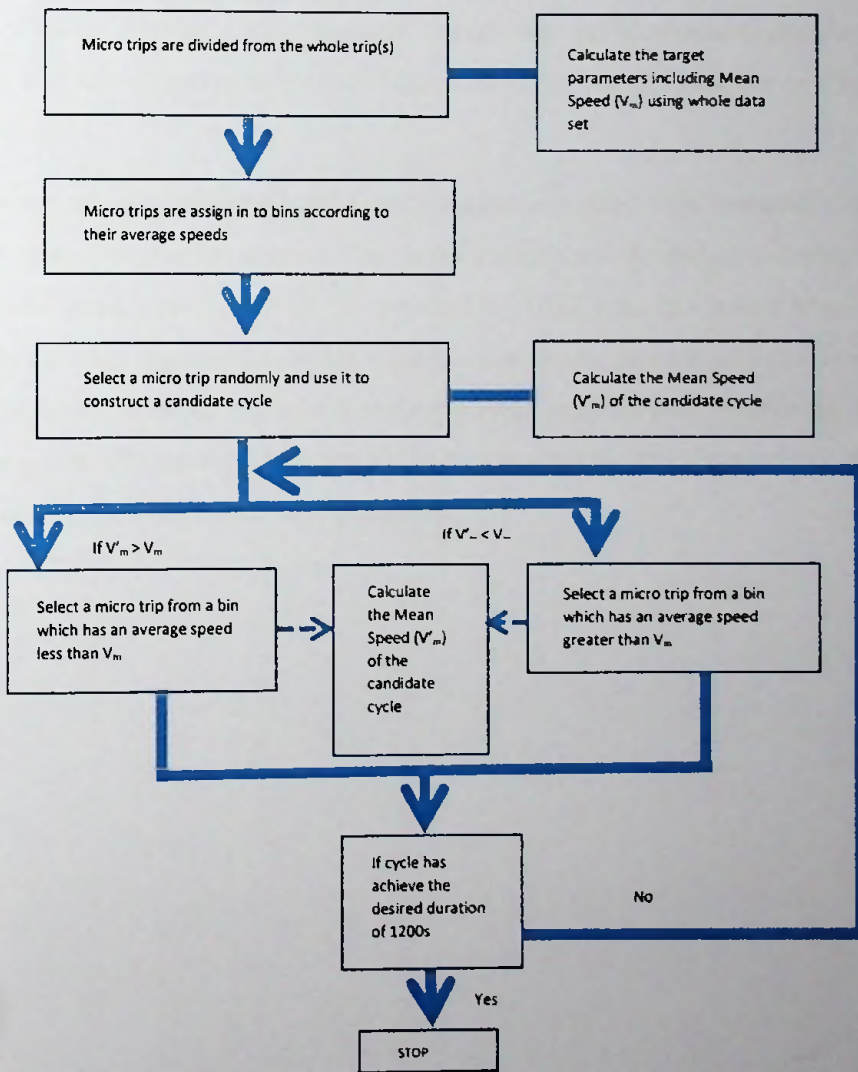 Micro trips are divided from the whole trip(s)
Calculate the target
parameters including Mean
Speed (Vₘ) using whole data
set
Micro trips are assign in to bins according to
their average speeds
Select a micro trip randomly and use it to
construct a candidate cycle
Calculate the Mean Speed
(V'ₘ) of the candidate cycle
If V'ₘ > Vₘ
If V'_ < V_
Select a micro trip from a bin
which has an average speed
less than Vₘ
Calculate
the Mean
Speed (V'ₘ)
of the
candidate
cycle
Select a micro trip from a bin
which has an average speed
greater than Vₘ
If cycle has
achieve the
desired duration
of 1200s
No
Yes
STOP